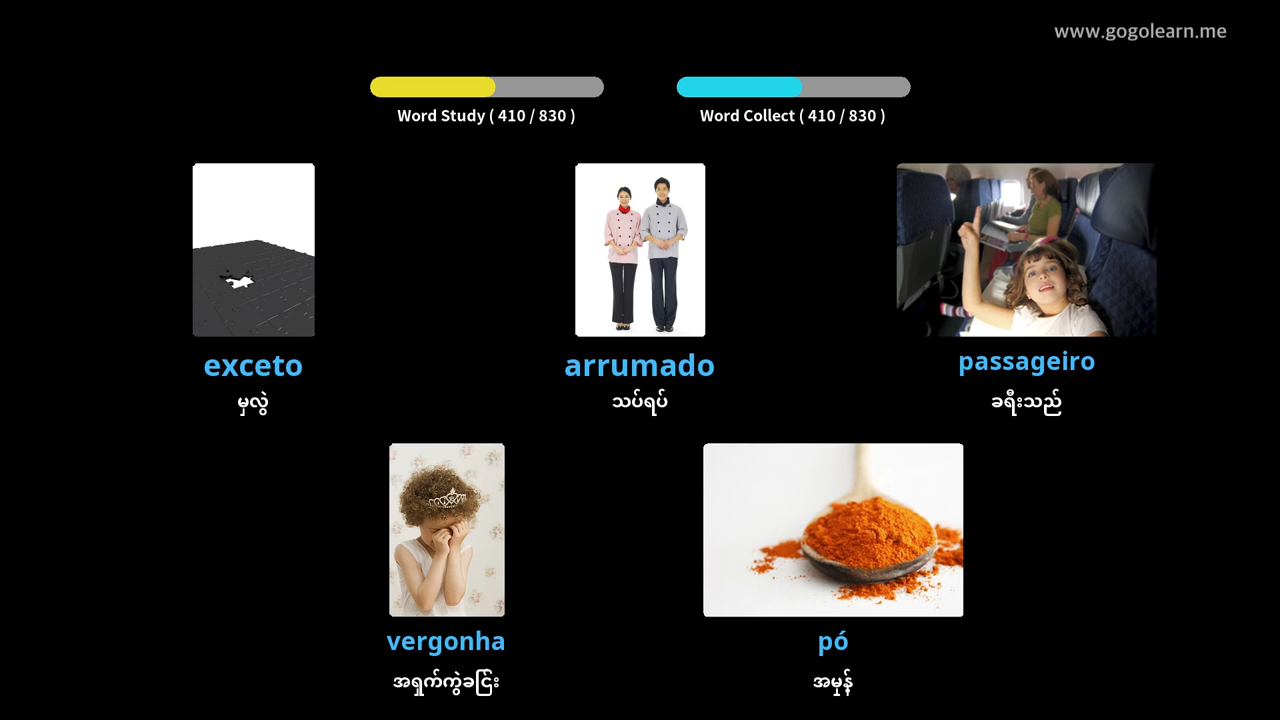 www.gogolearn.me
Word Study ( 410 / 830 )
Word Collect ( 410 / 830 )
exceto
arrumado
passageiro
မှလွဲ
သပ်ရပ်
ခရီးသည်
vergonha
pó
အရှက်ကွဲခြင်း
အမှုန့်